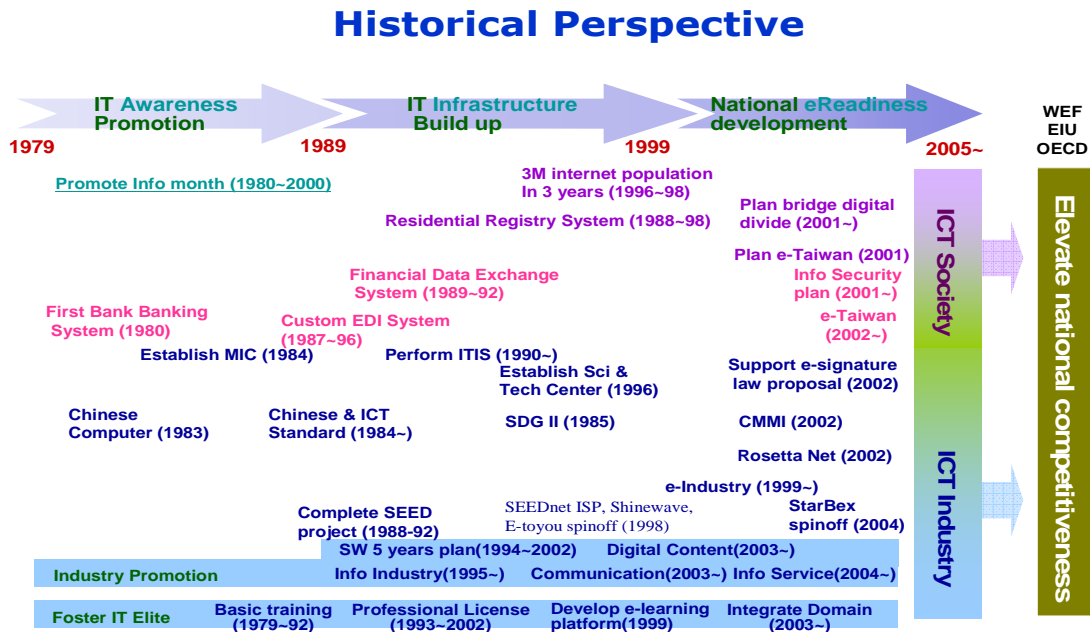 Historical Perspective
IT Awareness
Promotion
IT Infrastructure
Build up
National eReadiness
development
WEF
EIU
OECD
1979
1989
1999
2005~
Promote Info month (1980~2000)
3M internet population
In 3 years (1996~98)
Residential Registry System (1988~98)
Plan bridge digital
divide (2001~)
Plan e-Taiwan (2001)
Financial Data Exchange
System (1989~92)
Info Security
plan (2001~)
First Bank Banking
System (1980)
Custom EDI System
(1987~96)
e-Taiwan
(2002~)
Establish MIC (1984)
Perform ITIS (1990~)
Establish Sci &
Tech Center (1996)
Support e-signature
law proposal (2002)
Chinese
Computer (1983)
Chinese & ICT
Standard (1984~)
SDG II (1985)
CMMI (2002)
Rosetta Net (2002)
e-Industry (1999~)
Complete SEED
project (1988-92)
SEEDnet ISP, Shinewave,
E-toyou spinoff (1998)
StarBex
spinoff (2004)
SW 5 years plan(1994~2002)
Digital Content(2003~)
Industry Promotion
Info Industry(1995~)
Communication(2003~)
Info Service(2004~)
Foster IT Elite
Basic training
(1979~92)
Professional License
(1993~2002)
Develop e-learning
platform(1999)
Integrate Domain
(2003~)
ICT Society
ICT Industry
Elevate national competitiveness